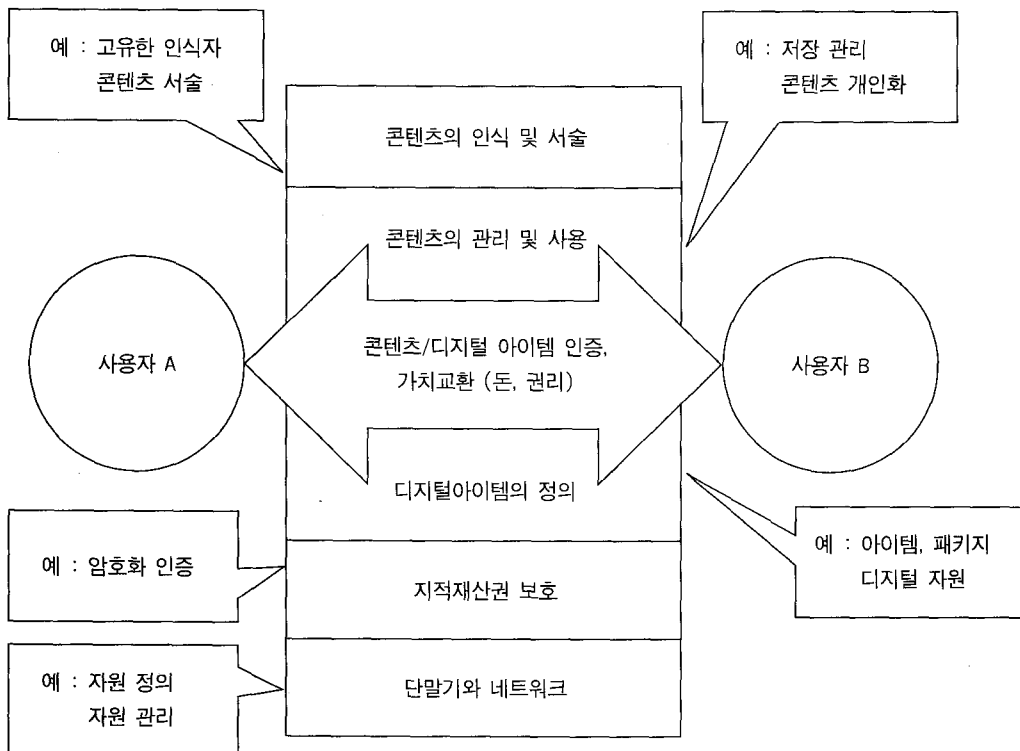 예 : 고유한 인식자
콘텐츠 서술
예 : 저장 관리
콘텐츠 개인화
콘텐츠의 인식 및 서술
콘텐츠의 관리 및 사용
사용자 A
콘텐츠/디지털 아이템 인증,
가치교환 (돈, 권리)
사용자 B
디지털아이템의 정의
예 : 암호화 인증
지적재산권 보호
예 : 아이템, 패키지
디지털 자원
예 : 자원 정의
자원 관리
단말기와 네트워크